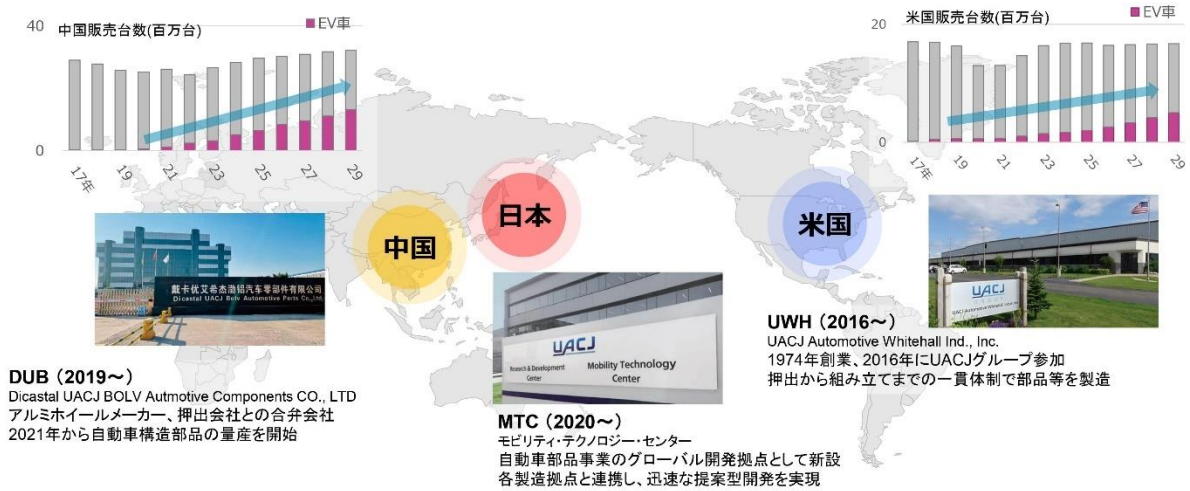 中国販売台数(百万台)
■EV車
40
0
17年
19
21
23
25
27
29
米国販売台数(百万台)
■EV車
20
0
17年
19
21
23
25
27
29
中国
日本
米国
戴卡优艾希杰渤铝汽车零部件有限公司
Dicastal UACJ Bolv Automotive Parts Co.,Ltd.
DUB (2019～)
Dicastal UACJ BOLV Autmotive Components CO., LTD
アルミホイールメーカー、押出会社との合弁会社
2021年から自動車構造部品の量産を開始
UACJ
Research & Development
Center
Mobility Technology
Center
MTC (2020～)
モビリティ・テクノロジー・センター
自動車部品事業のグローバル開発拠点として新設
各製造拠点と連携し、迅速な提案型開発を実現
UACJ
UACJ Automotive Whitehall Ind., Inc.
UWH (2016～)
UACJ Automotive Whitehall Ind., Inc.
1974年創業、2016年にUACJグループ参加
押出から組み立てまでの一貫体制で部品等を製造